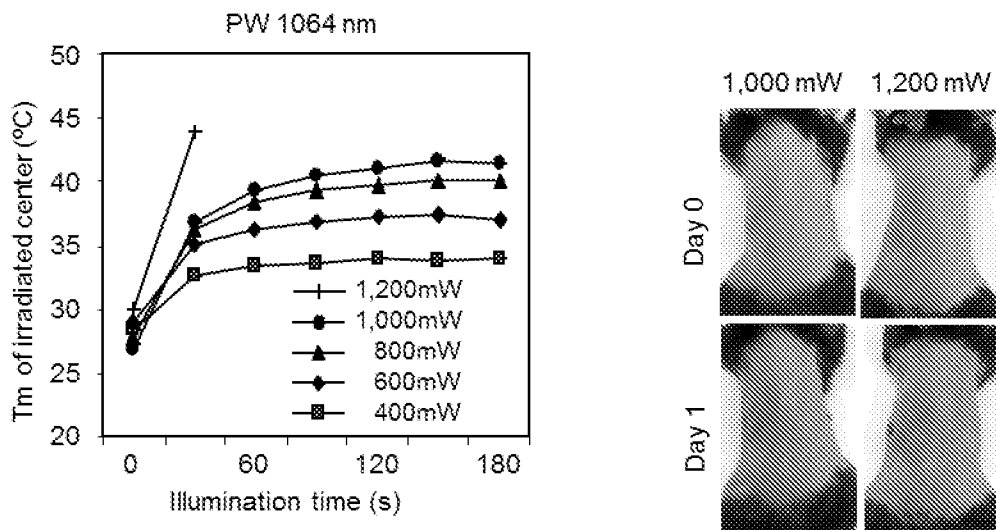 PW 1064 nm
50
45
40
35
30
25
20
Tm of irradiated center (ºC)
1,200mW
1,000mW
800mW
600mW
400mW
0 60 120 180
Illumination time (s)
1,000 mW 1,200 mW
Day 0
Day 1